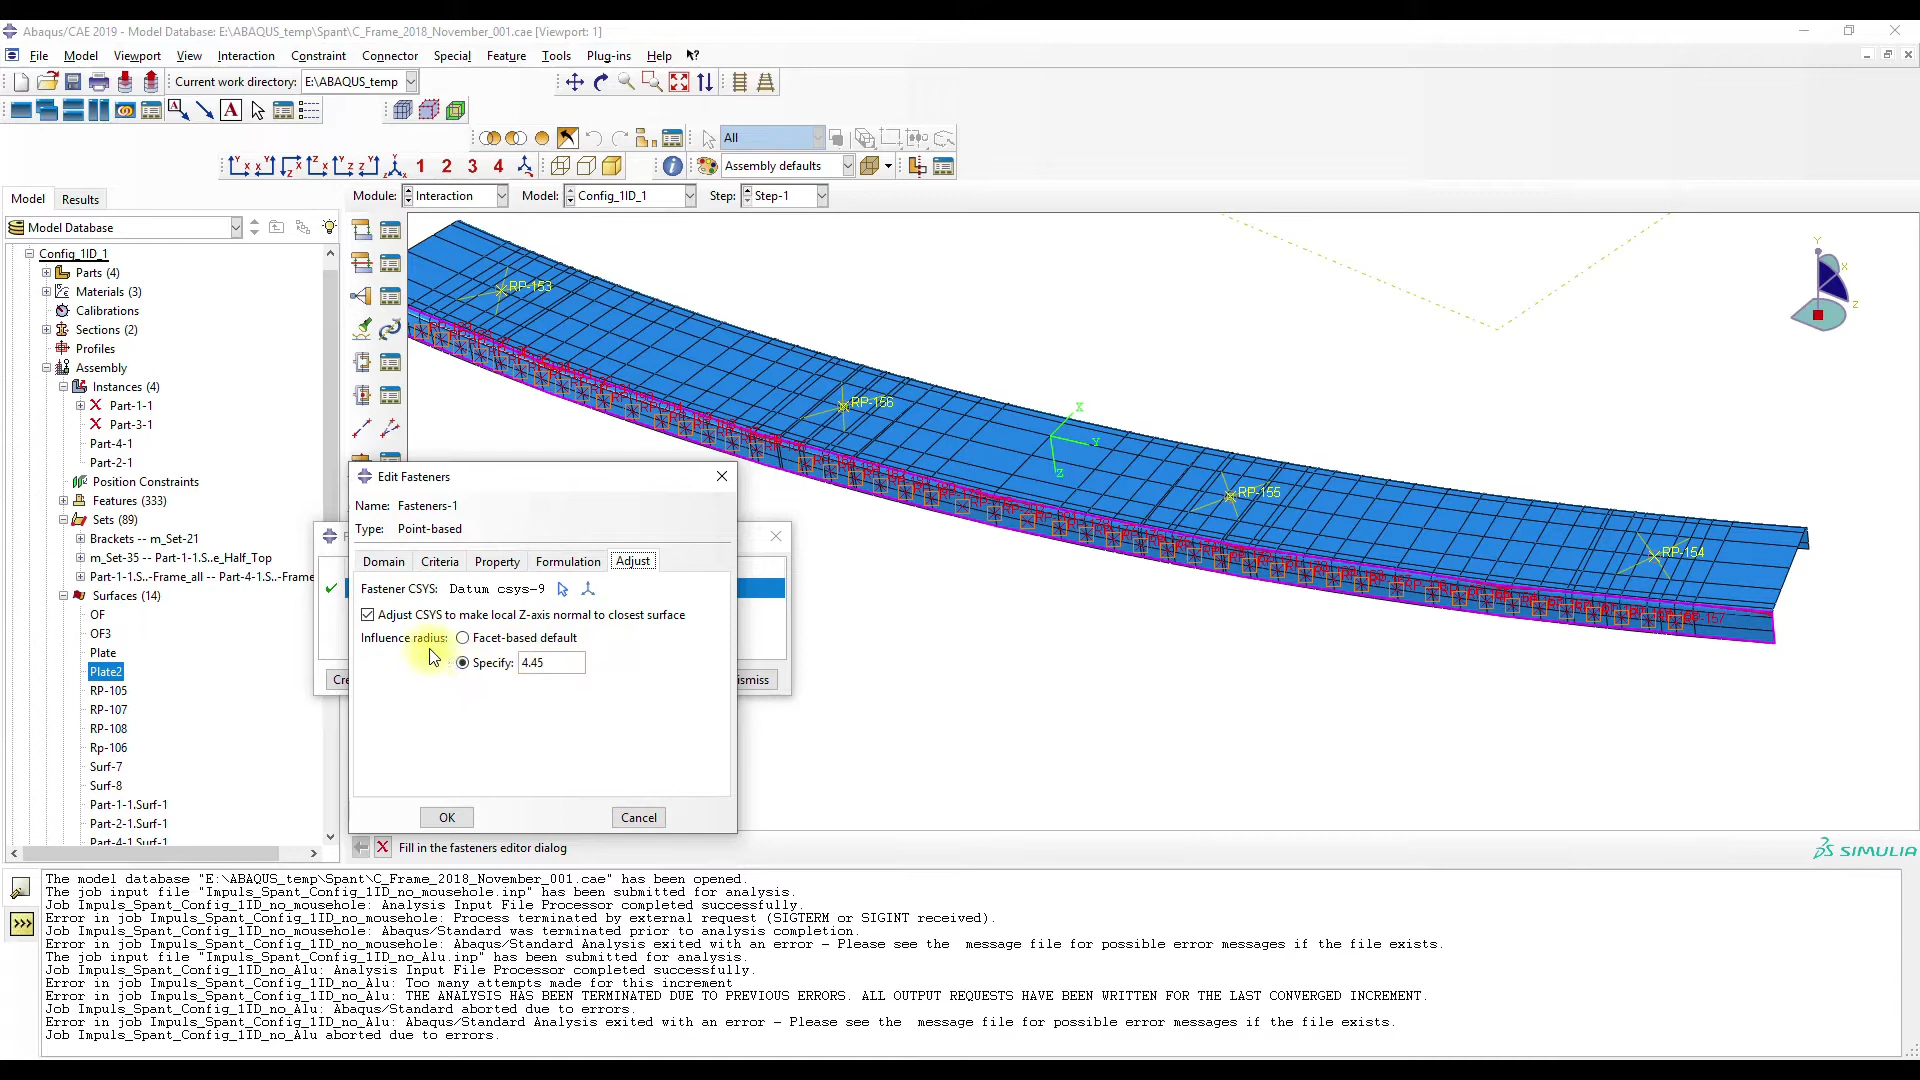 Abaqus/CAE 2019 - Model Database: E:\ABAQUS_temp\Spant\C_Frame_2018_November_001.cae [Viewport: 1]
File Model Viewport View Interaction Constraint Connector Special Feature Tools Plug-ins Help
Current work directory: E:\ABAQUS_temp
All
1 2 3 4
Assembly defaults
Model Results
Module: Interaction Model: Config_1ID_1 Step: Step-1
Model Database
Config_1ID_1
Parts (4)
Materials (3)
Calibrations
Sections (2)
Profiles
Assembly
Instances (4)
Part-1-1
Part-3-1
Part-4-1
Part-2-1
Position Constraints
Features (333)
Sets (89)
Brackets -- m_Set-21
m_Set-35 -- Part-1-1.S..e_Half_Top
Part-1-1.S..-Frame_all -- Part-4-1.S..-Frame
Surfaces (14)
OF
OF3
Plate
Plate2
RP-105
RP-107
RP-108
Rp-106
Surf-7
Surf-8
Part-1-1.Surf-1
Part-2-1.Surf-1
Part-4-1.Surf-1
RP-153
RP-156
RP-155
RP-154
RP-157
X
Y
Z
Y
X
Z
Edit Fasteners
Name: Fasteners-1
Type: Point-based
Domain Criteria Property Formulation Adjust
Fastener CSYS: Datum csys-9
Adjust CSYS to make local Z-axis normal to closest surface
Influence radius: Facet-based default
Specify: 4.45
OK Cancel
Cre
ismiss
Fill in the fasteners editor dialog
SIMULIA
The model database "E:\ABAQUS_temp\Spant\C_Frame_2018_November_001.cae" has been opened.
The job input file "Impuls_Spant_Config_1ID_no_mousehole.inp" has been submitted for analysis.
Job Impuls_Spant_Config_1ID_no_mousehole: Analysis Input File Processor completed successfully.
Error in job Impuls_Spant_Config_1ID_no_mousehole: Process terminated by external request (SIGTERM or SIGINT received).
Job Impuls_Spant_Config_1ID_no_mousehole: Abaqus/Standard was terminated prior to analysis completion.
Error in job Impuls_Spant_Config_1ID_no_mousehole: Abaqus/Standard Analysis exited with an error - Please see the message file for possible error messages if the file exists.
The job input file "Impuls_Spant_Config_1ID_no_Alu.inp" has been submitted for analysis.
Job Impuls_Spant_Config_1ID_no_Alu: Analysis Input File Processor completed successfully.
Error in job Impuls_Spant_Config_1ID_no_Alu: Too many attempts made for this increment
Error in job Impuls_Spant_Config_1ID_no_Alu: THE ANALYSIS HAS BEEN TERMINATED DUE TO PREVIOUS ERRORS. ALL OUTPUT REQUESTS HAVE BEEN WRITTEN FOR THE LAST CONVERGED INCREMENT.
Job Impuls_Spant_Config_1ID_no_Alu: Abaqus/Standard aborted due to errors.
Error in job Impuls_Spant_Config_1ID_no_Alu: Abaqus/Standard Analysis exited with an error - Please see the message file for possible error messages if the file exists.
Job Impuls_Spant_Config_1ID_no_Alu aborted due to errors.